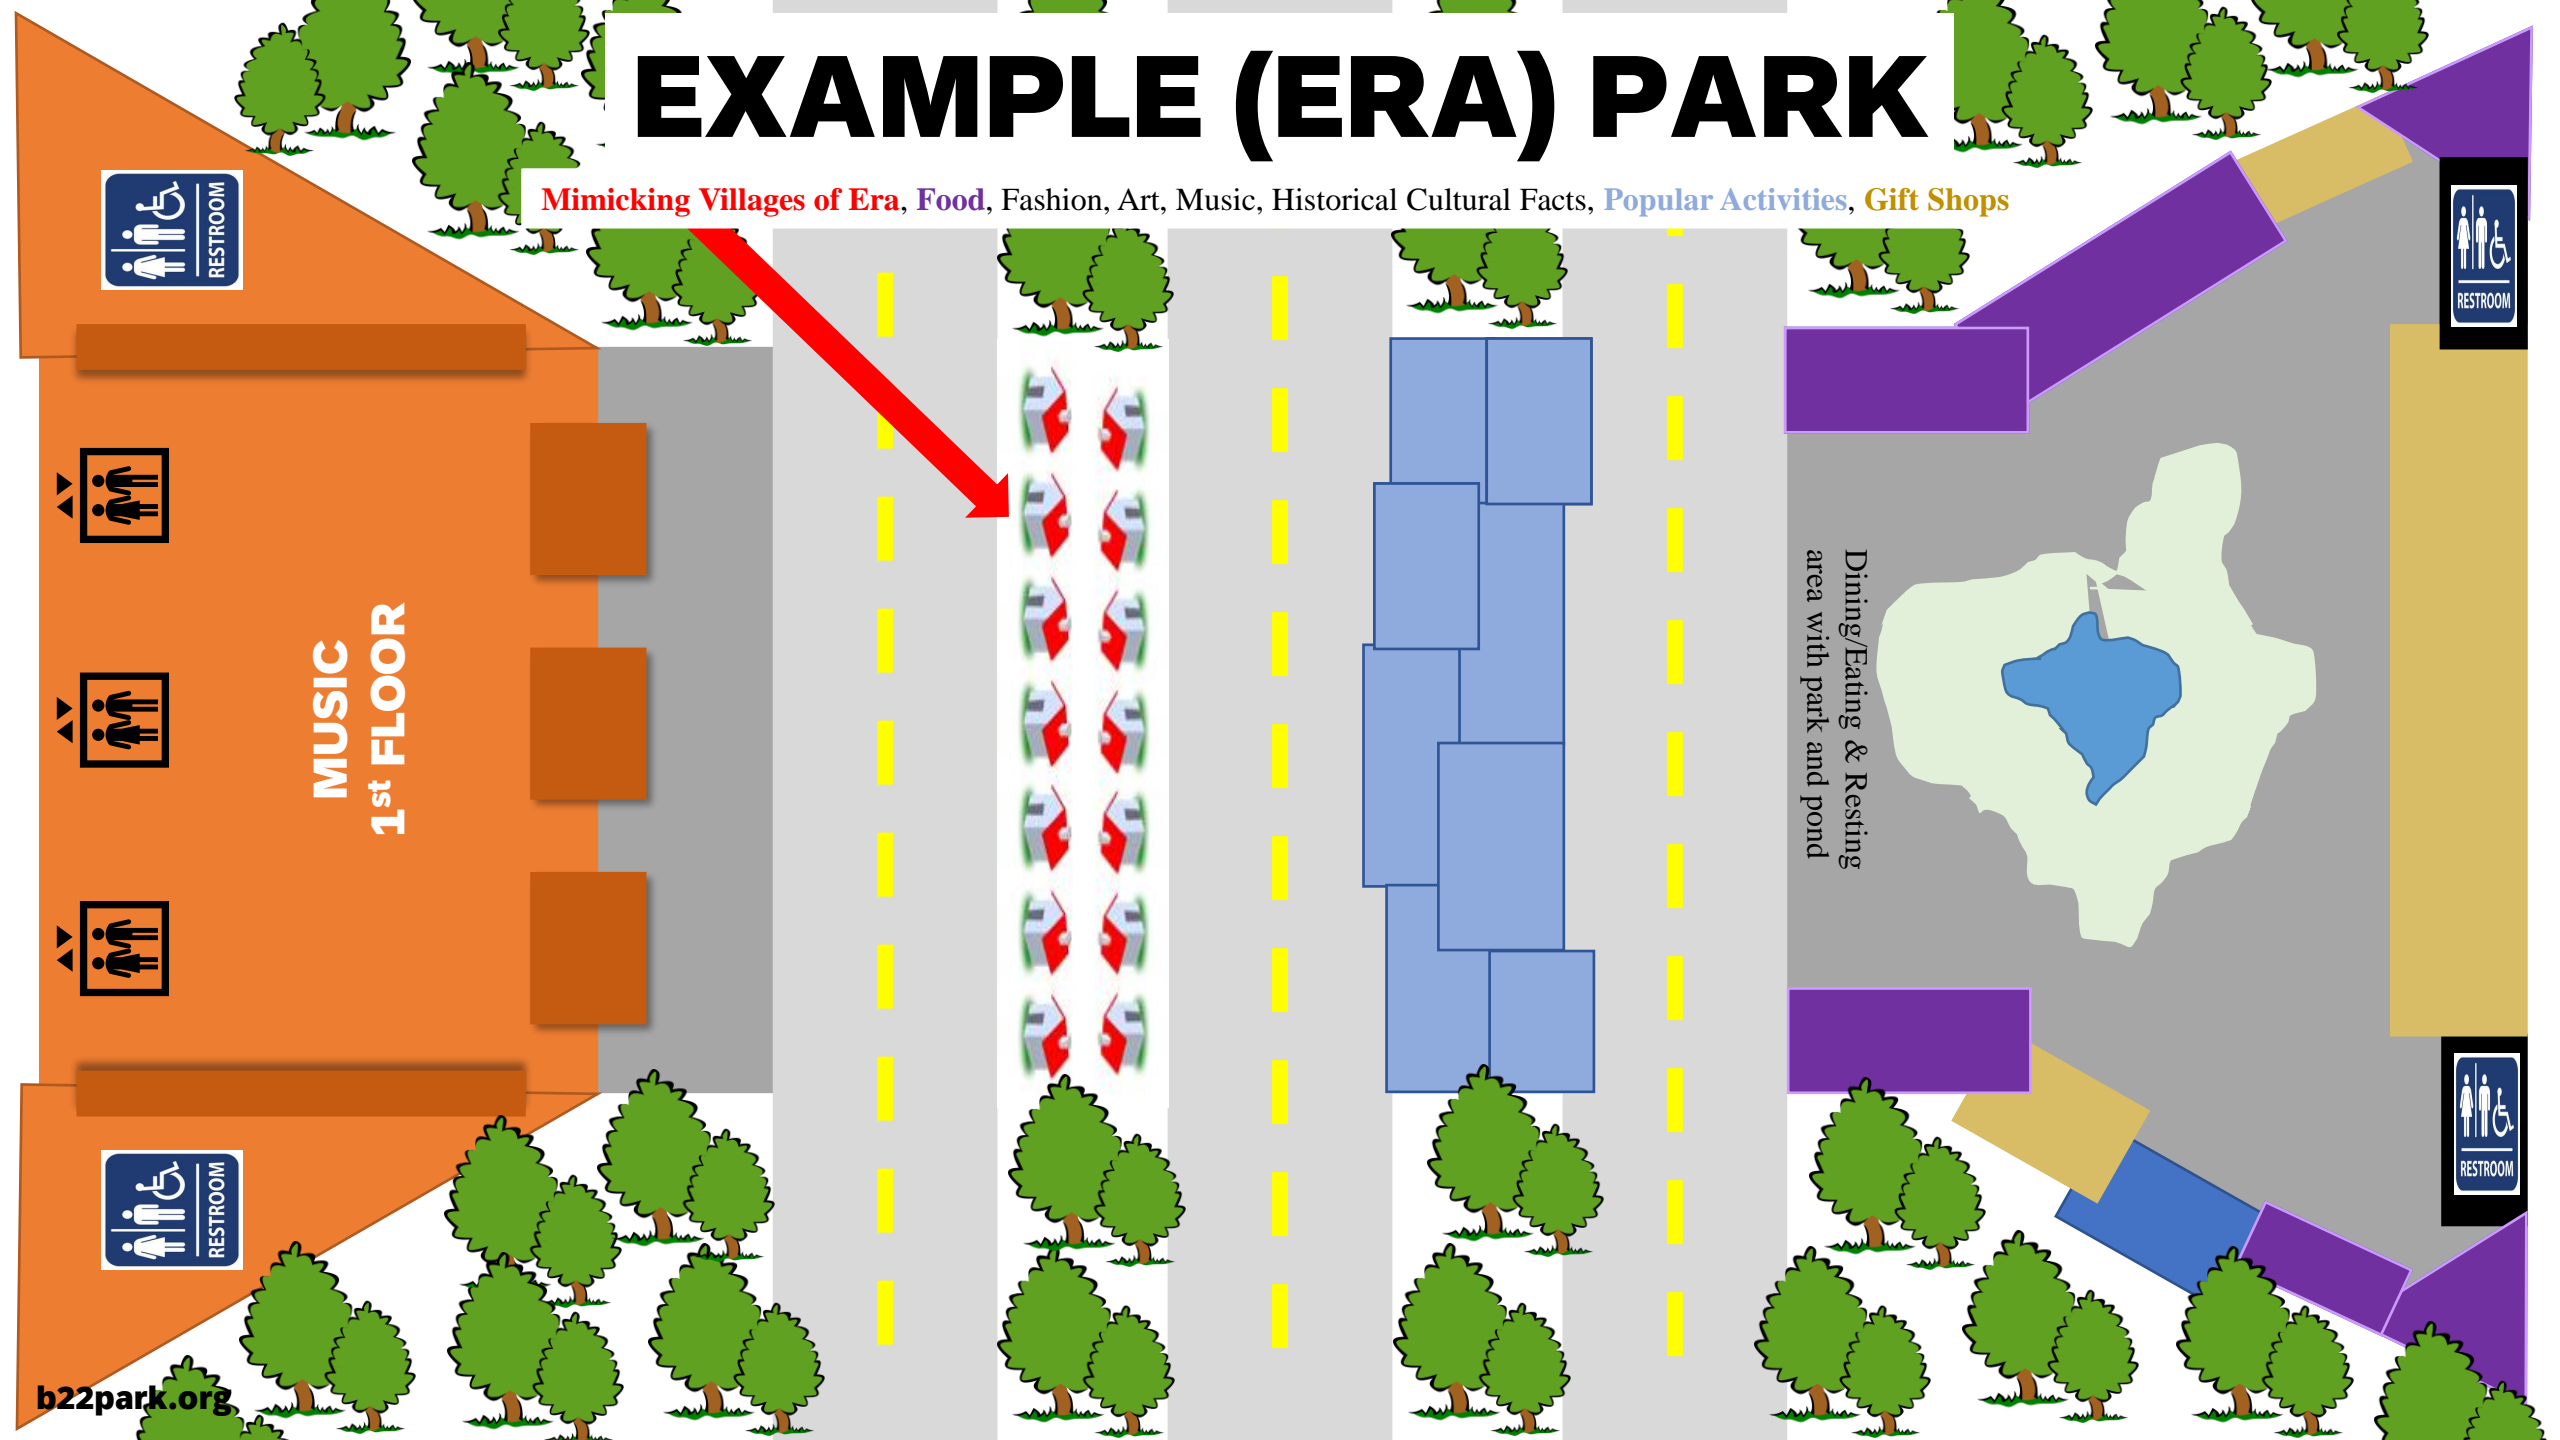 EXAMPLE (ERA) PARK
Mimicking Villages of Era, Food, Fashion, Art, Music, Historical Cultural Facts, Popular Activities, Gift Shops
RESTROOM
RESTROOM
MUSIC
1st FLOOR
Dining/Eating & Resting
area with park and pond
RESTROOM
RESTROOM
b22park.org